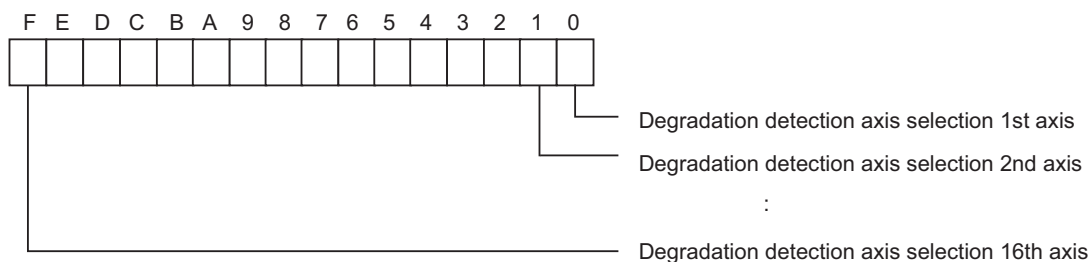 F E D C B A 9 8 7 6 5 4 3 2 1 0
Degradation detection axis selection 1st axis
Degradation detection axis selection 2nd axis
:
Degradation detection axis selection 16th axis